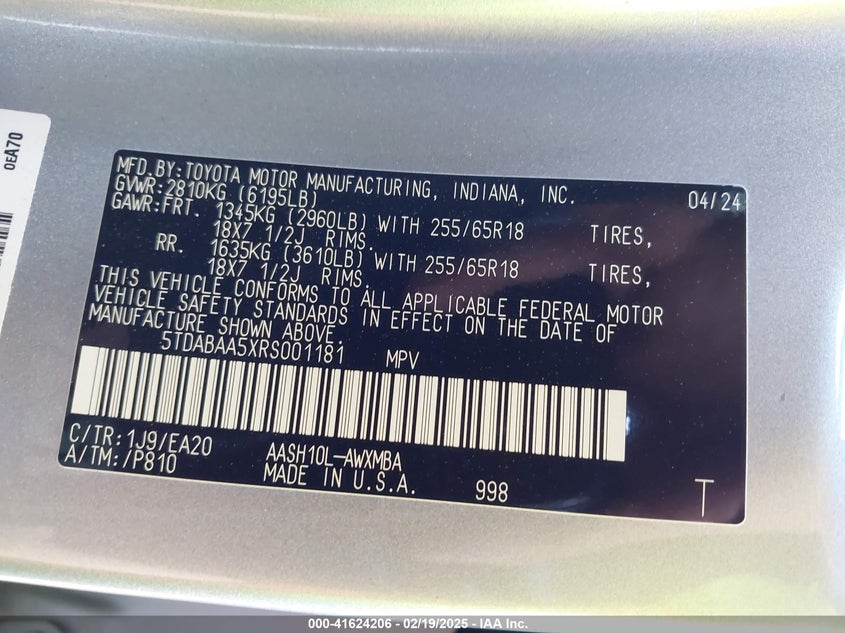 0EA70
MFD.BY:TOYOTA MOTOR MANUFACTURING, INDIANA, INC. 04/24
GVWR:2810KG (6195LB)
GAWR:FRT. 1345KG (2960LB) WITH 255/65R18 TIRES,
18X7 1/2J RIMS.
RR. 1635KG (3610LB) WITH 255/65R18 TIRES,
18X7 1/2J RIMS.
THIS VEHICLE CONFORMS TO ALL APPLICABLE FEDERAL MOTOR
VEHICLE SAFETY STANDARDS IN EFFECT ON THE DATE OF
MANUFACTURE SHOWN ABOVE.
5TDABAA5XRS001181 MPV
C/TR:1J9/EA20 AASH10L-AWXMBA
A/TM:/P810 MADE IN U.S.A. 998 T
000-41624206 - 02/19/2025 - IAA Inc.